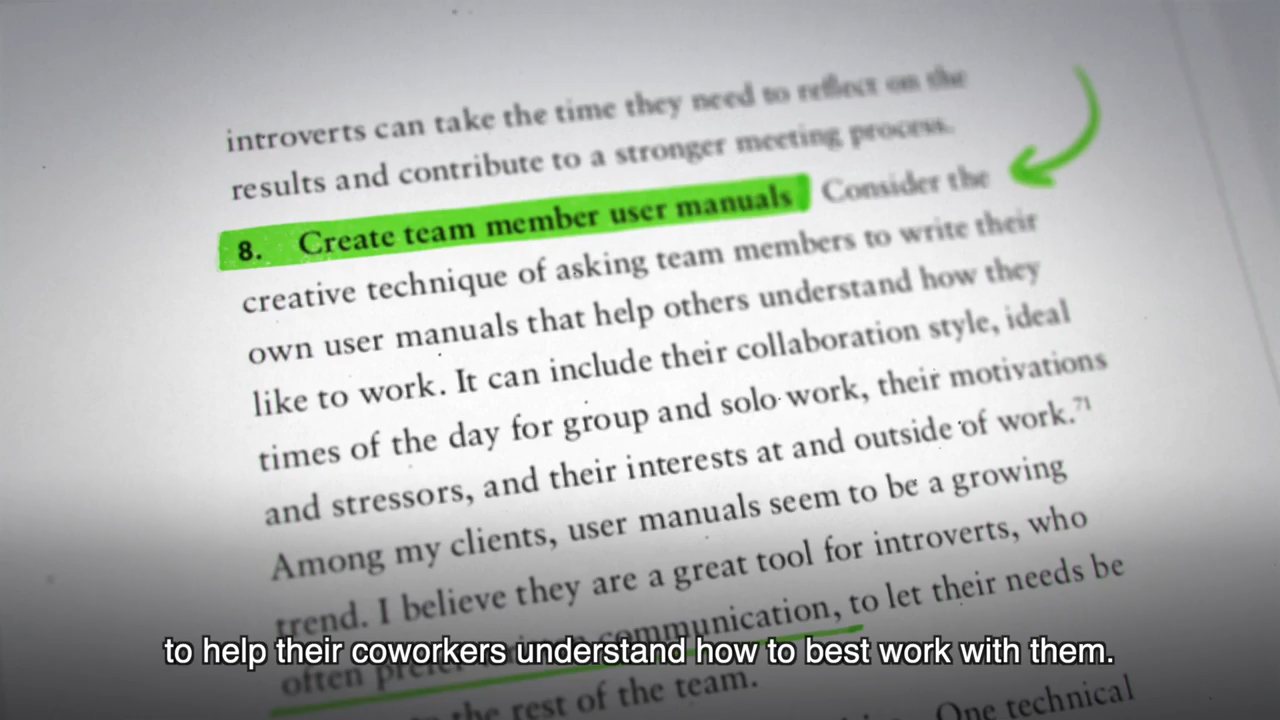 introverts can take the time they need to reflect on the
results and contribute to a stronger meeting process.
8. Create team member user manuals Consider the
creative technique of asking team members to write their
own user manuals that help others understand how they
like to work. It can include their collaboration style, ideal
times of the day for group and solo work, their motivations
and stressors, and their interests at and outside of work.71
Among my clients, user manuals seem to be a growing
trend. I believe they are a great tool for introverts, who
often prefer communication, to let their needs be
to help their coworkers understand how to best work with them.
the rest of the team.
One technical